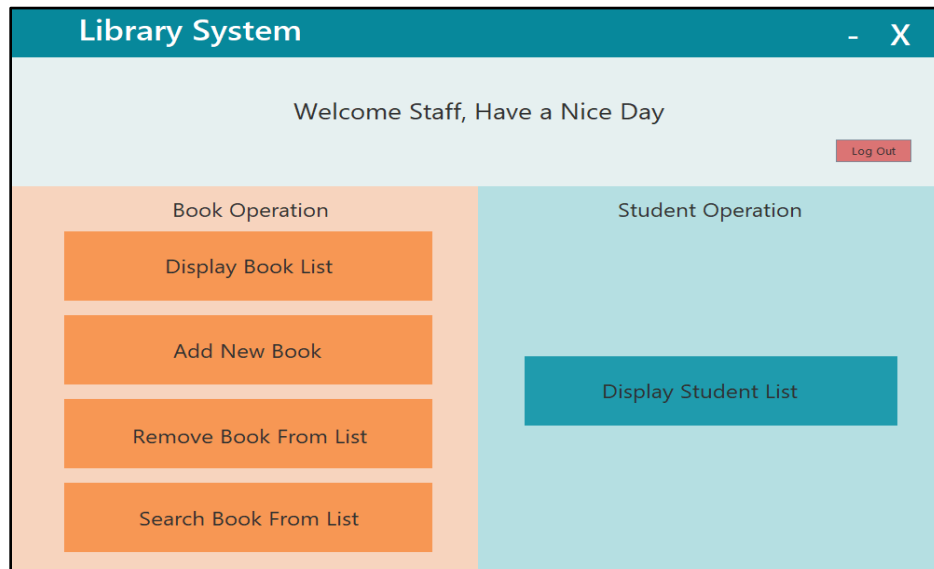 Library System
- X
Welcome Staff, Have a Nice Day
Log Out
Book Operation
Display Book List
Add New Book
Remove Book From List
Search Book From List
Student Operation
Display Student List